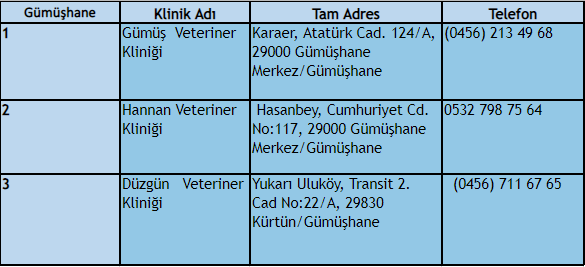 Gümüşhane Klinik Adı Tam Adres Telefon
1 Gümüş Veteriner Karaer, Atatürk Cad. 124/A, (0456) 213 49 68
Kliniği 29000 Gümüşhane
Merkez/Gümüşhane
2 Hannan Veteriner Hasanbey, Cumhuriyet Cd. 0532 798 75 64
Kliniği No:117, 29000 Gümüşhane
Merkez/Gümüşhane
3 Düzgün Veteriner Yukarı Uluköy, Transit 2. (0456) 711 67 65
Kliniği Cad No:22/A, 29830
Kürtün/Gümüşhane